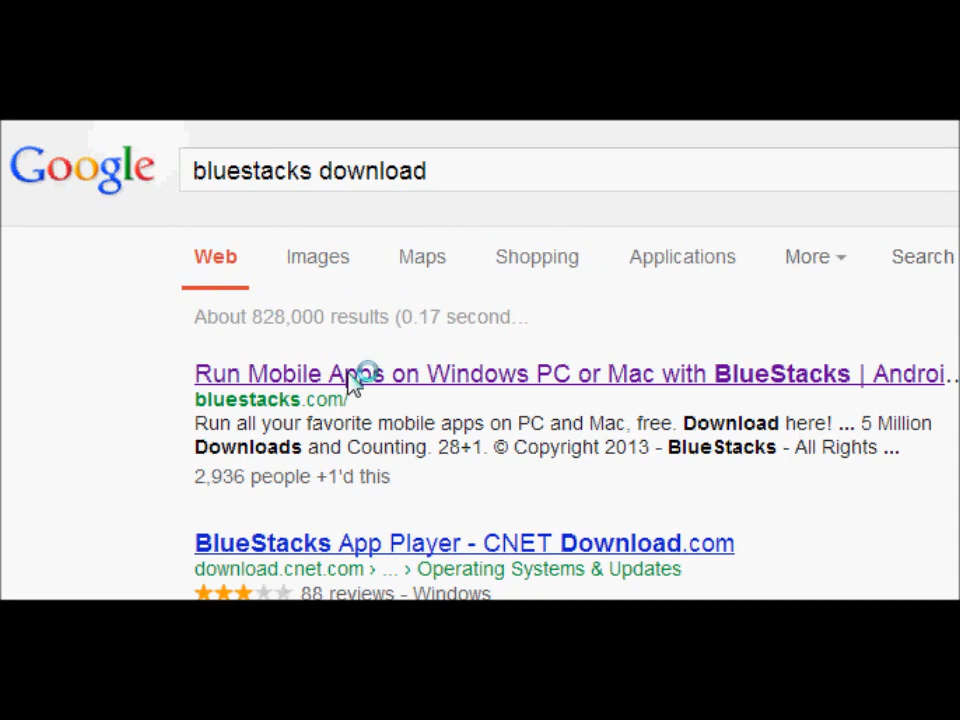 Google
bluestacks download
Web Images Maps Shopping Applications More Search
About 828,000 results (0.17 second...
Run Mobile Apps on Windows PC or Mac with BlueStacks | Androi...
bluestacks.com/
Run all your favorite mobile apps on PC and Mac, free. Download here! ... 5 Million
Downloads and Counting. 28+1. © Copyright 2013 - BlueStacks - All Rights ...
2,936 people +1'd this
BlueStacks App Player - CNET Download.com
download.cnet.com › ... › Operating Systems & Updates
88 reviews - Windows